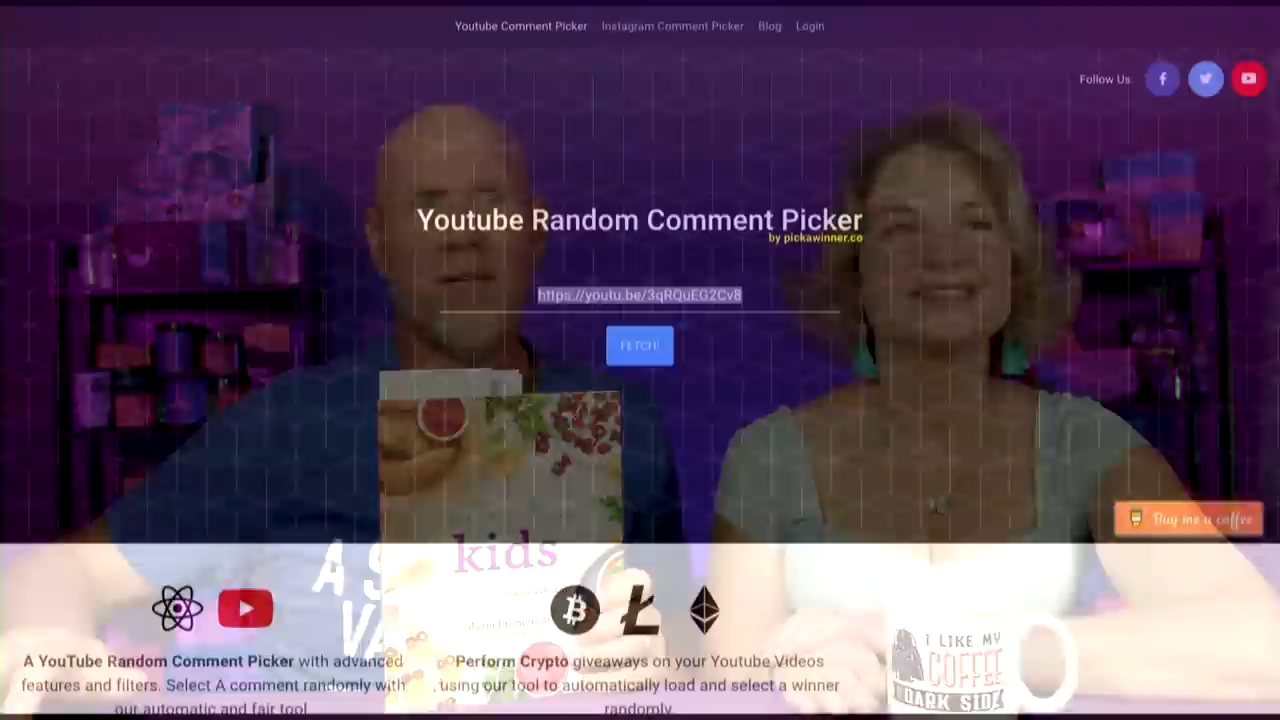 Youtube Comment Picker Instagram Comment Picker Blog Login
Follow Us:
Youtube Random Comment Picker
by pickawinner.co
https://youtu.be/3qRQuEG2Cv8
FETCH
Buy me a coffee
kids
A YouTube Random Comment Picker with advanced
features and filters. Select A comment randomly with
our automatic and fair tool
Perform Crypto giveaways on your Youtube Videos
using our tool to automatically load and select a winner
randomly.
I LIKE MY
COFFEE
DARK SIDE